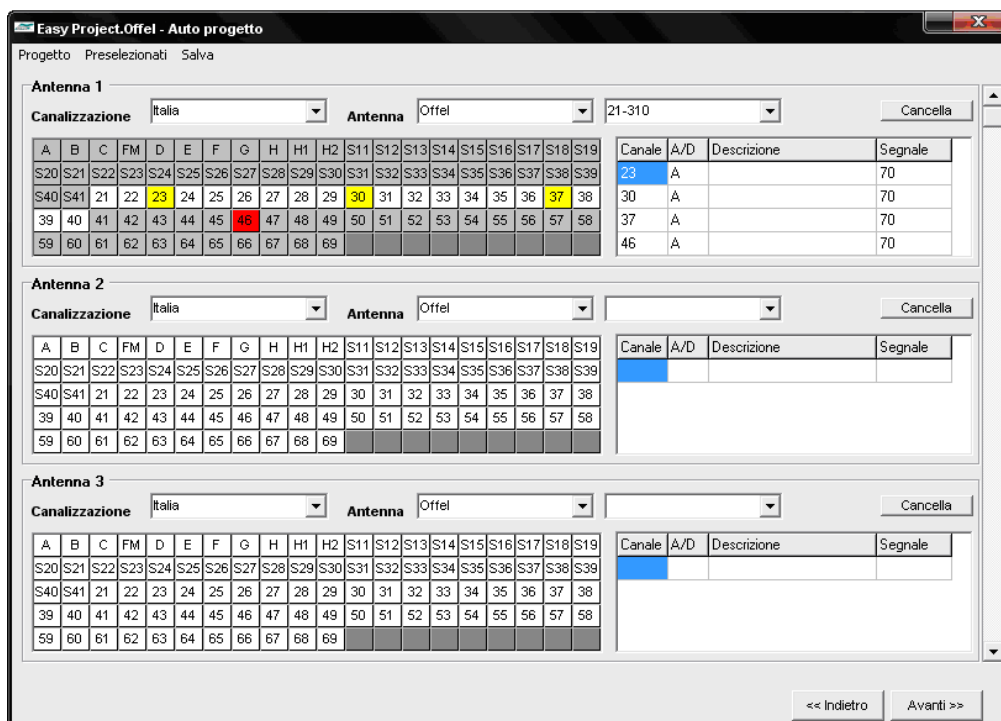 Easy Project.Offel - Auto progetto
Progetto Preselezionati Salva
Antenna 1
Canalizzazione Italia Antenna Offel 21-310 Cancella
A B C FM D E F G H H1 H2 S11 S12 S13 S14 S15 S16 S17 S18 S19
S20 S21 S22 S23 S24 S25 S26 S27 S28 S29 S30 S31 S32 S33 S34 S35 S36 S37 S38 S39
S40 S41 21 22 23 24 25 26 27 28 29 30 31 32 33 34 35 36 37 38
39 40 41 42 43 44 45 46 47 48 49 50 51 52 53 54 55 56 57 58
59 60 61 62 63 64 65 66 67 68 69
Canale A/D Descrizione Segnale
23 A 70
30 A 70
37 A 70
46 A 70
Antenna 2
Canalizzazione Italia Antenna Offel Cancella
A B C FM D E F G H H1 H2 S11 S12 S13 S14 S15 S16 S17 S18 S19
S20 S21 S22 S23 S24 S25 S26 S27 S28 S29 S30 S31 S32 S33 S34 S35 S36 S37 S38 S39
S40 S41 21 22 23 24 25 26 27 28 29 30 31 32 33 34 35 36 37 38
39 40 41 42 43 44 45 46 47 48 49 50 51 52 53 54 55 56 57 58
59 60 61 62 63 64 65 66 67 68 69
Canale A/D Descrizione Segnale
Antenna 3
Canalizzazione Italia Antenna Offel Cancella
A B C FM D E F G H H1 H2 S11 S12 S13 S14 S15 S16 S17 S18 S19
S20 S21 S22 S23 S24 S25 S26 S27 S28 S29 S30 S31 S32 S33 S34 S35 S36 S37 S38 S39
S40 S41 21 22 23 24 25 26 27 28 29 30 31 32 33 34 35 36 37 38
39 40 41 42 43 44 45 46 47 48 49 50 51 52 53 54 55 56 57 58
59 60 61 62 63 64 65 66 67 68 69
Canale A/D Descrizione Segnale
<< Indietro Avanti >>